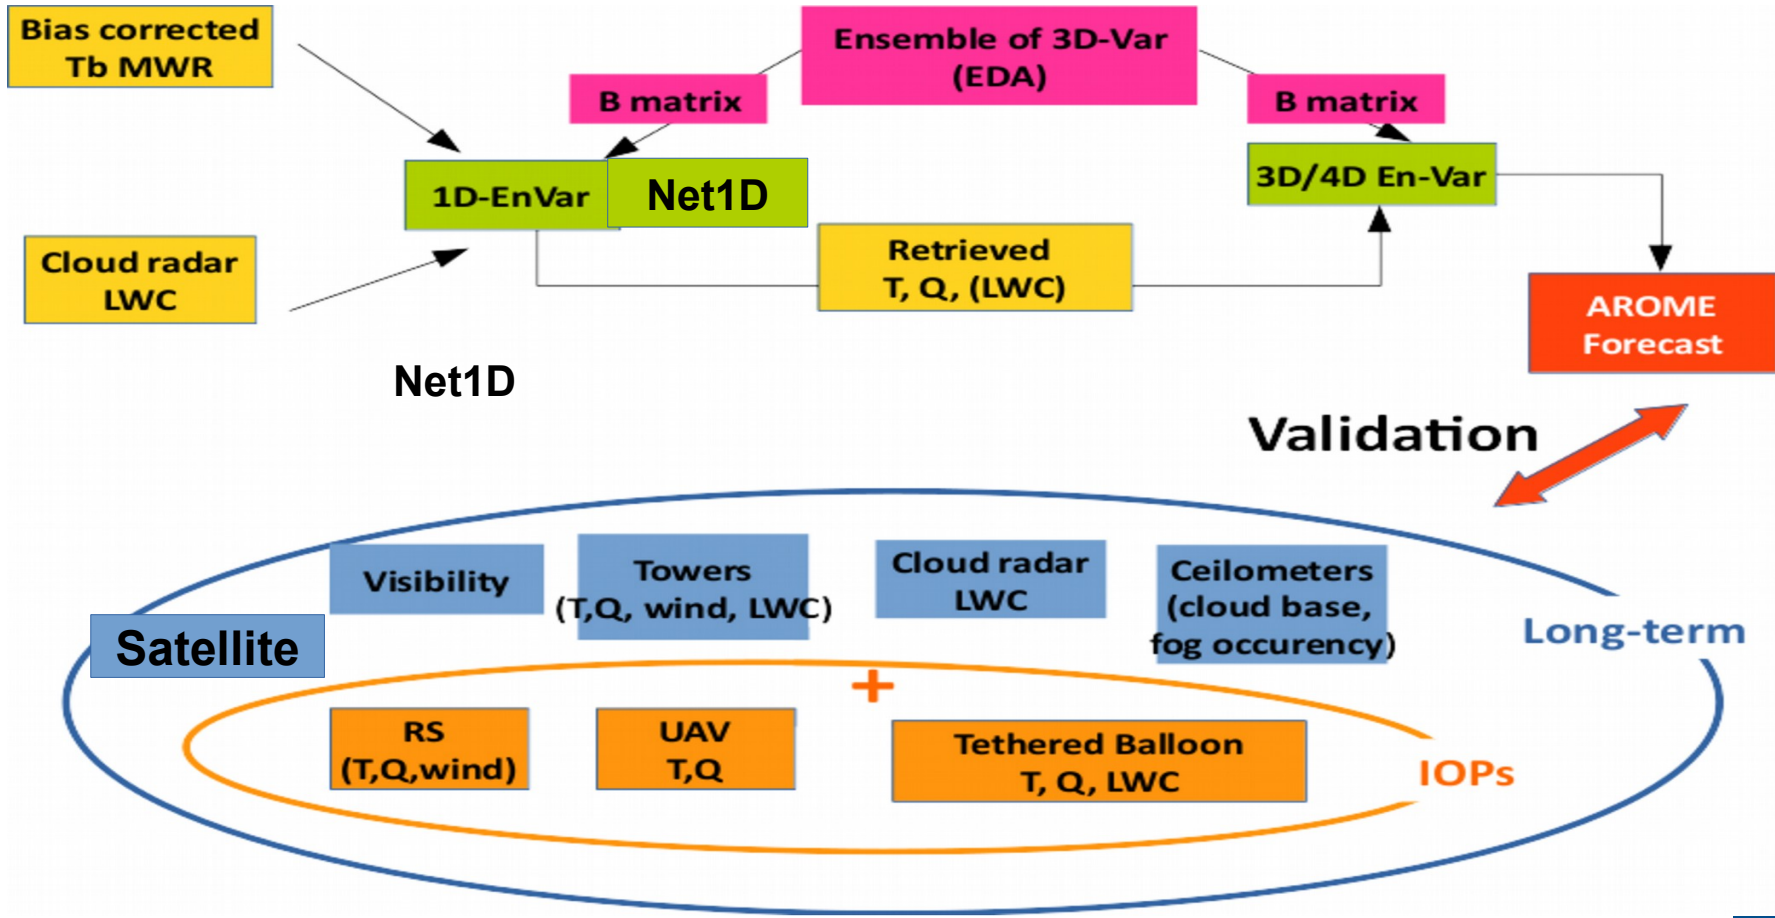 Bias corrected
Tb MWR
Ensemble of 3D-Var
(EDA)
B matrix
B matrix
1D-EnVar
Net1D
3D/4D En-Var
Cloud radar
LWC
Retrieved
T, Q, (LWC)
AROME
Forecast
Net1D
Validation
Visibility
Towers
(T,Q, wind, LWC)
Cloud radar
LWC
Ceilometers
(cloud base,
fog occurency)
Satellite
Long-term
+
RS
(T,Q,wind)
UAV
T,Q
Tethered Balloon
T, Q, LWC
IOPs